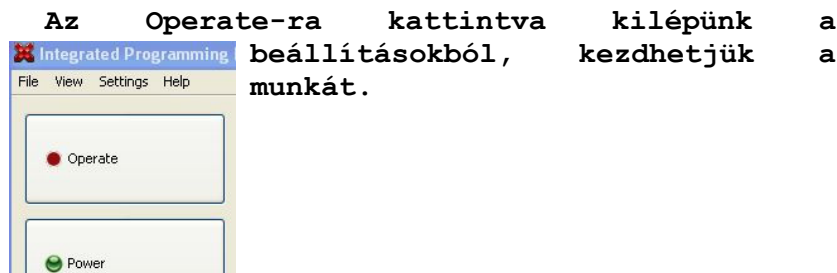 Az Operate-ra kattintva kilépünk a
beállításokból, kezdhetjük a
munkát.
Integrated Programming
File View Settings Help
Operate
Power